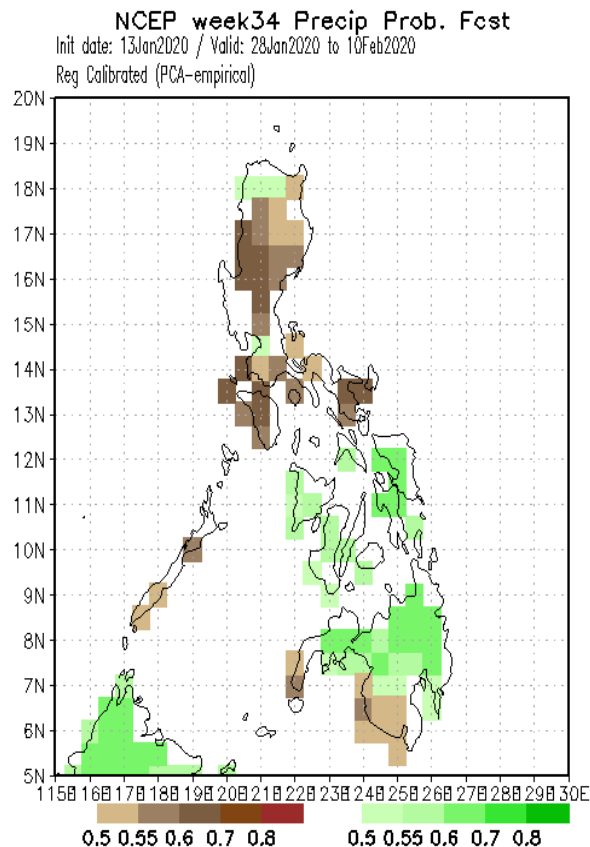 NCEP week34 Precip Prob. Fcst
Init date: 13Jan2020 / Valid: 28Jan2020 to 10Feb2020
Reg Calibrated (PCA-empirical)
20N
19N
18N
17N
16N
15N
14N
13N
12N
11N
10N
9N
8N
7N
6N
5N
115E 116E 117E 118E 119E 120E 121E 122E 123E 124E 125E 126E 127E 128E 129E 130E
0.5 0.55 0.6 0.7 0.8 0.5 0.55 0.6 0.7 0.8